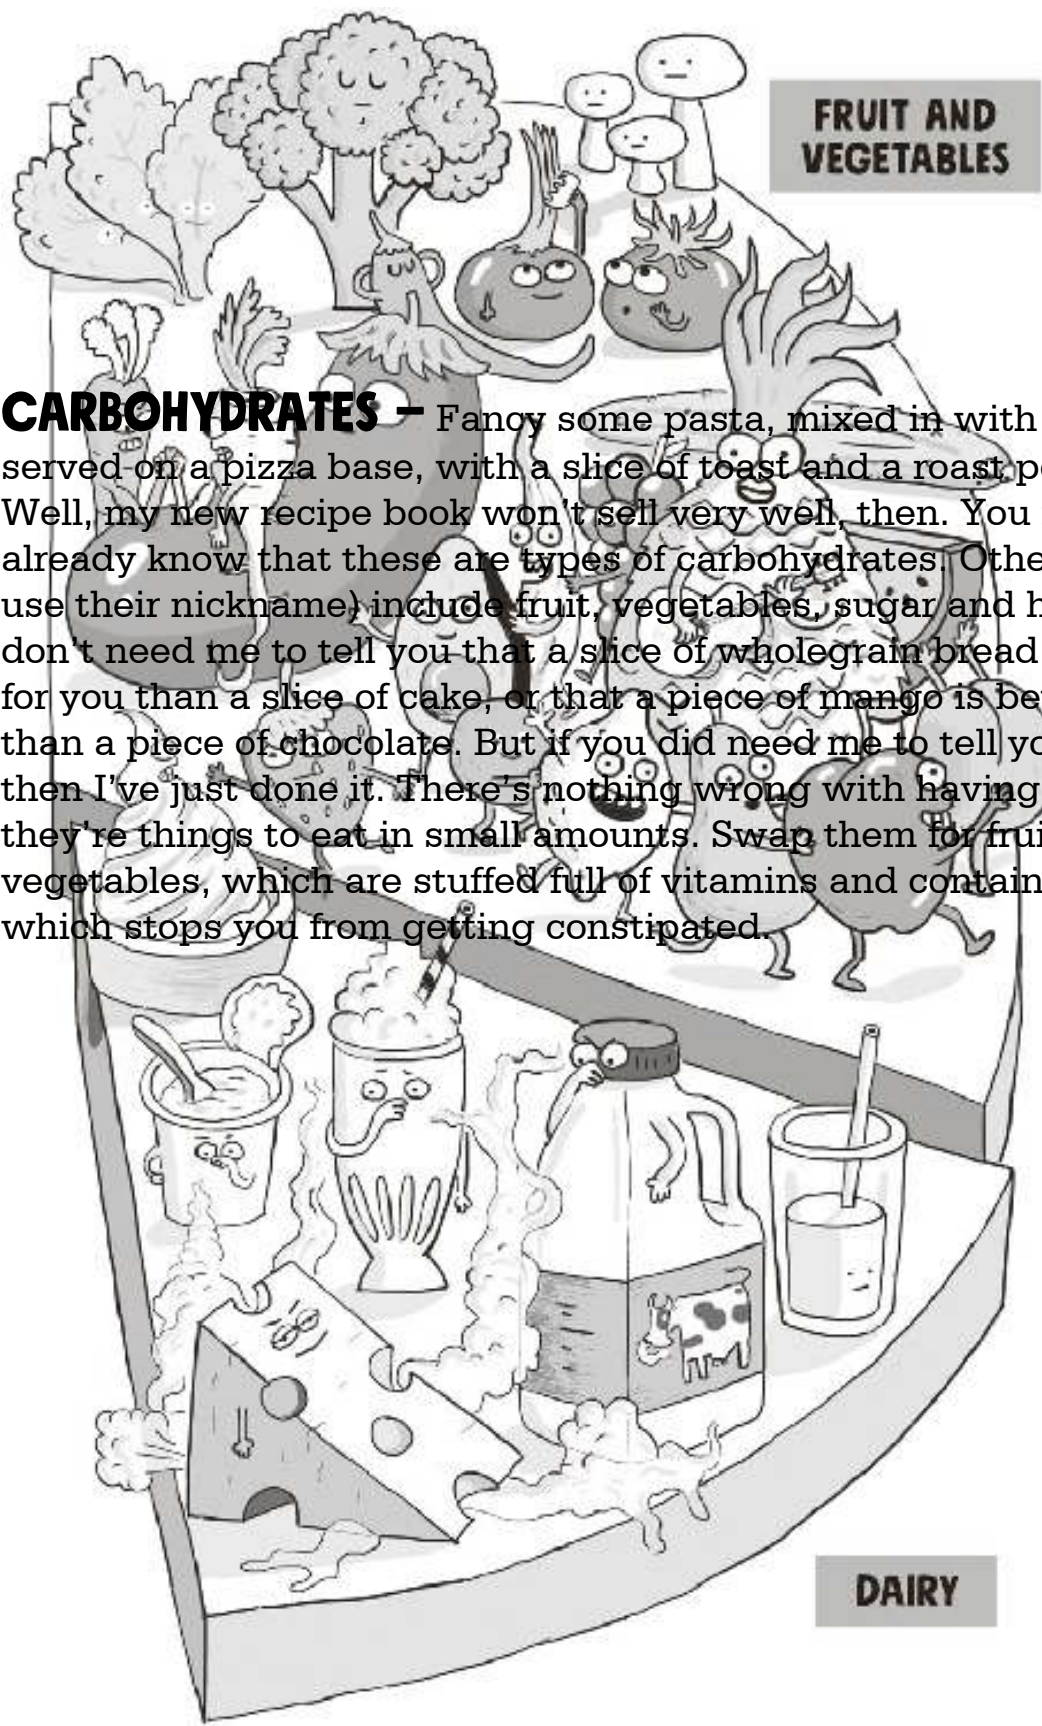 FRUIT AND
VEGETABLES
CARBOHYDRATES – Fancy some pasta, mixed in with
served on a pizza base, with a slice of toast and a roast
Well, my new recipe book won't sell very well, then. You
already know that these are types of carbohydrates.
use their nickname) include fruit, vegetables, sugar and
don't need me to tell you that a slice of wholegrain bread
for you than a slice of cake, or that a piece of mango is
than a piece of chocolate. But if you did need me to tell
then I've just done it. There's nothing wrong with having
they're things to eat in small amounts. Swap them for
vegetables, which are stuffed full of vitamins and contain
which stops you from getting constipated.
DAIRY